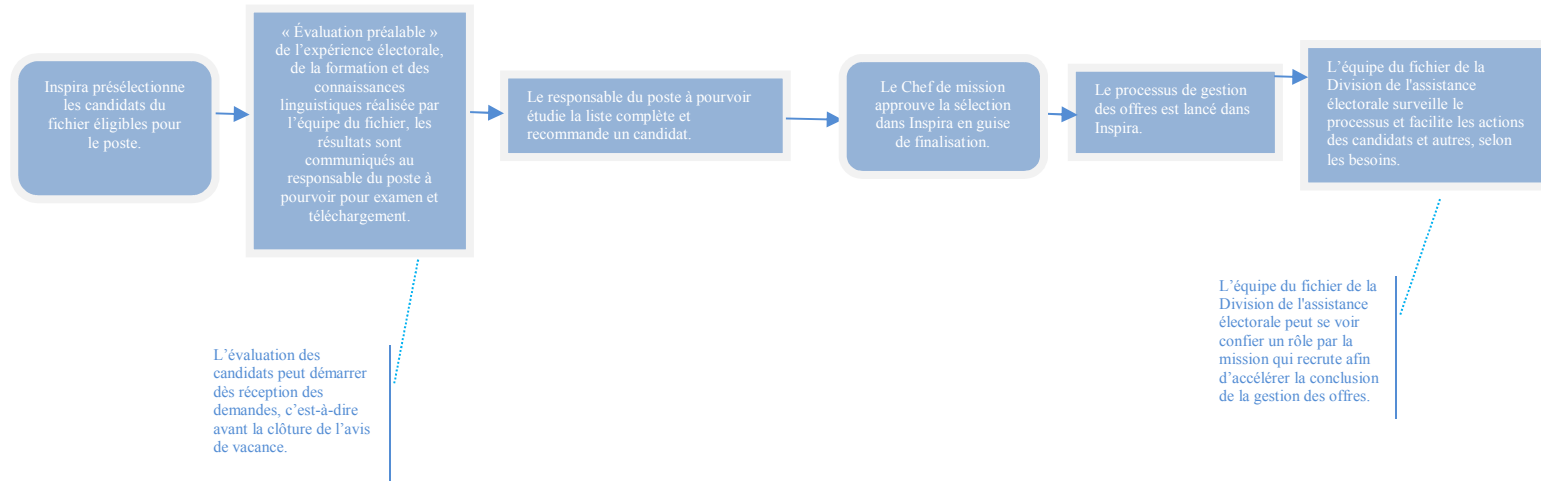 Inspira présélectionne
les candidats du
fichier éligibles pour
le poste.
« Évaluation préalable »
de l’expérience électorale,
de la formation et des
connaissances
linguistiques réalisée par
l’équipe du fichier, les
résultats sont
communiqués au
responsable du poste à
pourvoir pour examen et
téléchargement.
Le responsable du poste à pourvoir
étudie la liste complète et
recommande un candidat.
Le Chef de mission
approuve la sélection
dans Inspira en guise
de finalisation.
Le processus de gestion
des offres est lancé dans
Inspira.
L’équipe du fichier de la
Division de l'assistance
électorale surveille le
processus et facilite les actions
des candidats et autres, selon
les besoins.
L’évaluation des
candidats peut démarrer
dès réception des
demandes, c’est-à-dire
avant la clôture de l’avis
de vacance.
L’équipe du fichier de la
Division de l'assistance
électorale peut se voir
confier un rôle par la
mission qui recrute afin
d’accélérer la conclusion
de la gestion des offres.